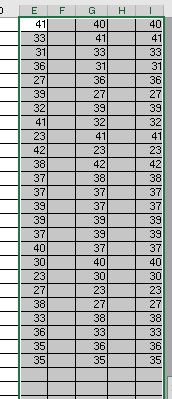 E F G H I
41 40 40
33 41 41
31 33 33
36 31 31
27 36 36
39 27 27
32 39 39
41 32 32
23 41 41
42 23 23
38 42 42
37 38 38
37 37 37
39 37 37
39 39 39
37 39 39
40 37 37
30 40 40
23 30 30
27 23 23
38 27 27
33 38 38
36 33 33
35 36 36
35 35 35